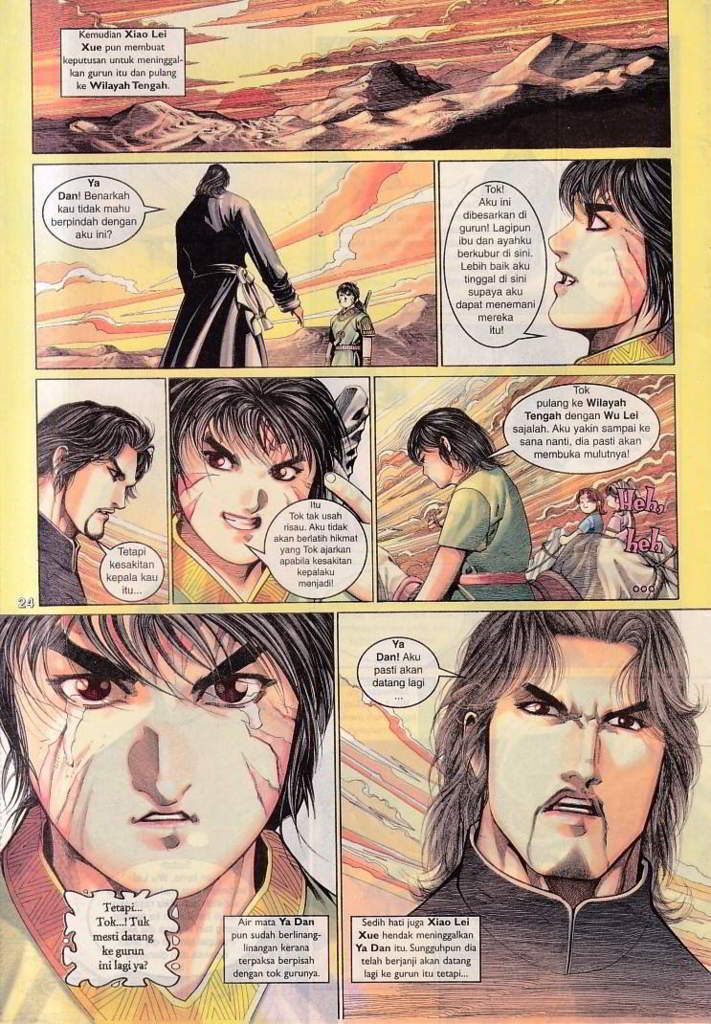 Kemudian Xiao Lei
Xue pun membuat
keputusan untuk meninggal-
kan gurun itu dan pulang
ke Wilayah Tengah.
Ya
Dan! Benarkah
kau tidak mahu
berpindah dengan
aku ini?
Tok!
Aku ini
dibesarkan di
gurun! Lagipun
ibu dan ayahku
berkubur di sini.
Lebih baik aku
tinggal di sini
supaya aku
dapat menemani
mereka
itu!
Tetapi
kesakitan
kepala kau
itu...
Itu
Tok tak usah
risau. Aku tidak
akan berlatih hikmat
yang Tok ajarkan
apabila kesakitan
kepalaku
menjadi!
Tok
pulang ke Wilayah
Tengah dengan Wu Lei
sajalah. Aku yakin sampai ke
sana nanti, dia pasti akan
membuka mulutnya!
Heh,
heh
...
24
Tetapi...
Tok...! Tuk
mesti datang
ke gurun
ini lagi ya?
Air mata Ya Dan
pun sudah berlinang-
linangan kerana
terpaksa berpisah
dengan tok gurunya.
Ya
Dan! Aku
pasti akan
datang lagi
...
Sedih hati juga Xiao Lei
Xue hendak meninggalkan
Ya Dan itu. Sungguhpun dia
telah berjanji akan datang
lagi ke gurun itu tetapi...